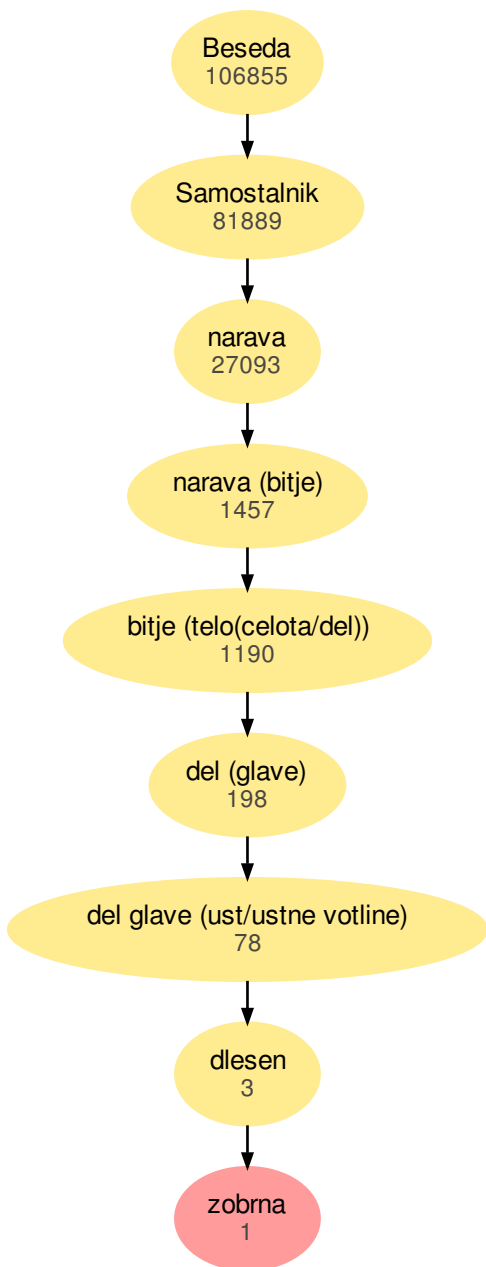 Beseda
106855
Samostalnik
81889
narava
27093
narava (bitje)
1457
bitje (telo(celota/del))
1190
del (glave)
198
del glave (ust/ustne votline)
78
dlesen
3
zobrna
1